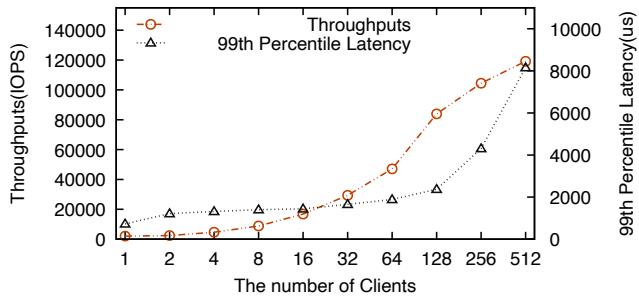 Throughputs
99th Percentile Latency
Throughputs(IOPS)
140000
120000
100000
80000
60000
40000
20000
0
10000
8000
6000
4000
2000
0
99th Percentile Latency(us)
1 2 4 8 16 32 64 128 256 512
The number of Clients